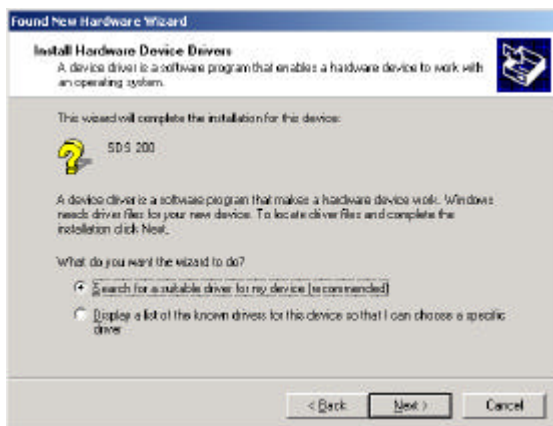 Found New Hardware Wizard
Install Hardware Device Drivers
A device driver is a software program that enables a hardware device to work with
an operating system.
This wizard will complete the installation for this device:
SDS 200
A device driver is a software program that makes a hardware device work. Windows
needs driver files for your new device. To locate driver files and complete the
installation click Next.
What do you want the wizard to do?
Search for a suitable driver for my device (recommended)
Display a list of the known drivers for this device so that I can choose a specific
driver
< Back Next > Cancel